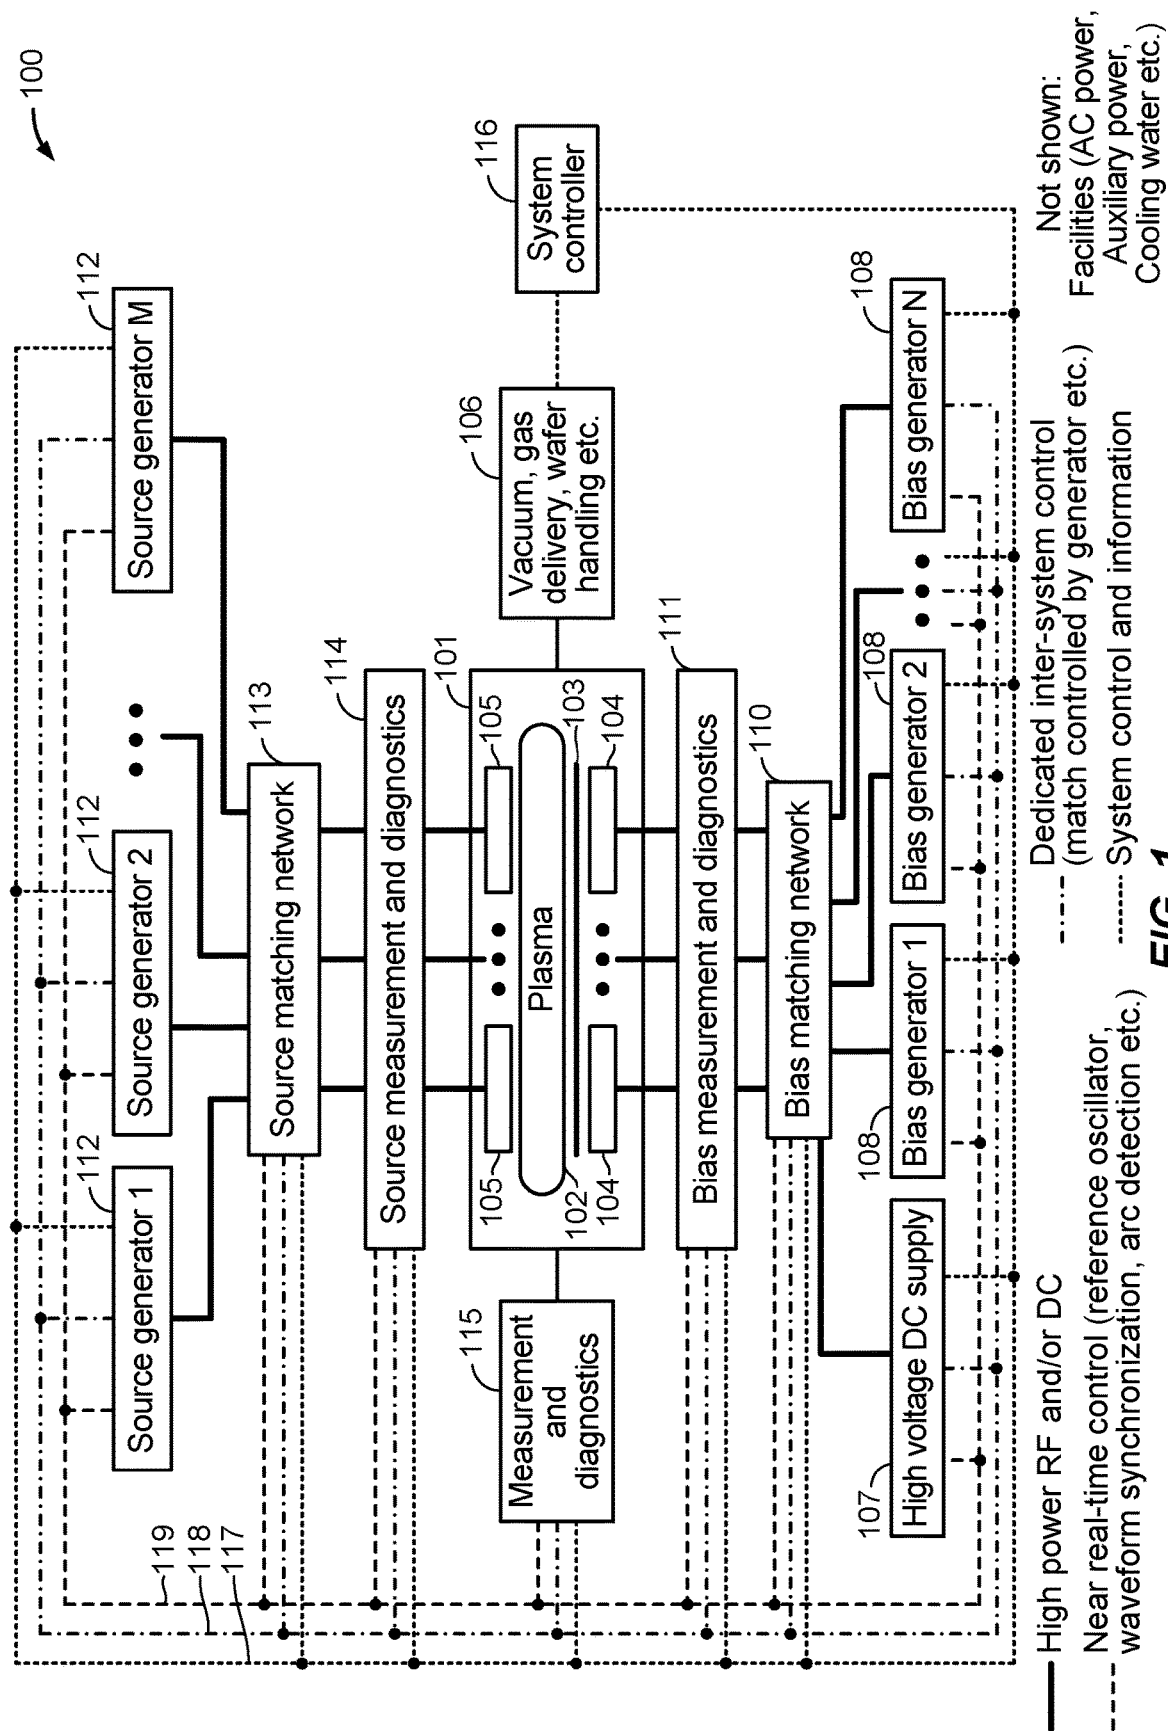 100
Source generator 1
112
Source generator 2
112
Source generator M
112
119
118
117
Source matching network
113
Source measurement and diagnostics
114
Measurement
and
diagnostics
115
101
105
105
Plasma
102
103
104
104
Vacuum, gas
delivery, wafer
handling etc.
106
System
controller
116
Bias measurement and diagnostics
111
Bias matching network
110
High voltage DC supply
107
Bias generator 1
108
Bias generator 2
108
Bias generator N
108
High power RF and/or DC
Near real-time control (reference oscillator,
waveform synchronization, arc detection etc.)
Dedicated inter-system control
(match controlled by generator etc.)
System control and information
Not shown:
Facilities (AC power,
Auxiliary power,
Cooling water etc.)
FIG. 1